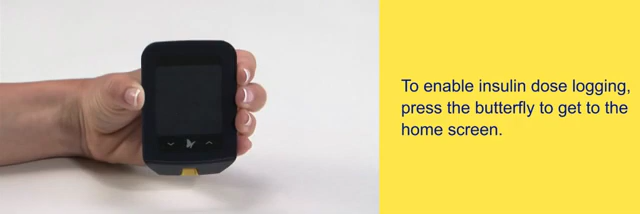 To enable insulin dose logging,
press the butterfly to get to the
home screen.